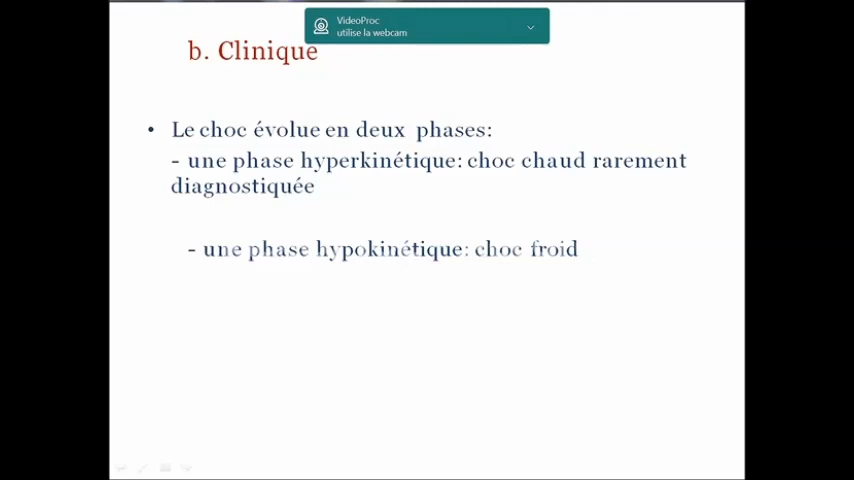 VideoProc
utilise la webcam
b. Clinique
• Le choc évolue en deux phases:
- une phase hyperkinétique: choc chaud rarement
diagnostiquée
- une phase hypokinétique: choc froid